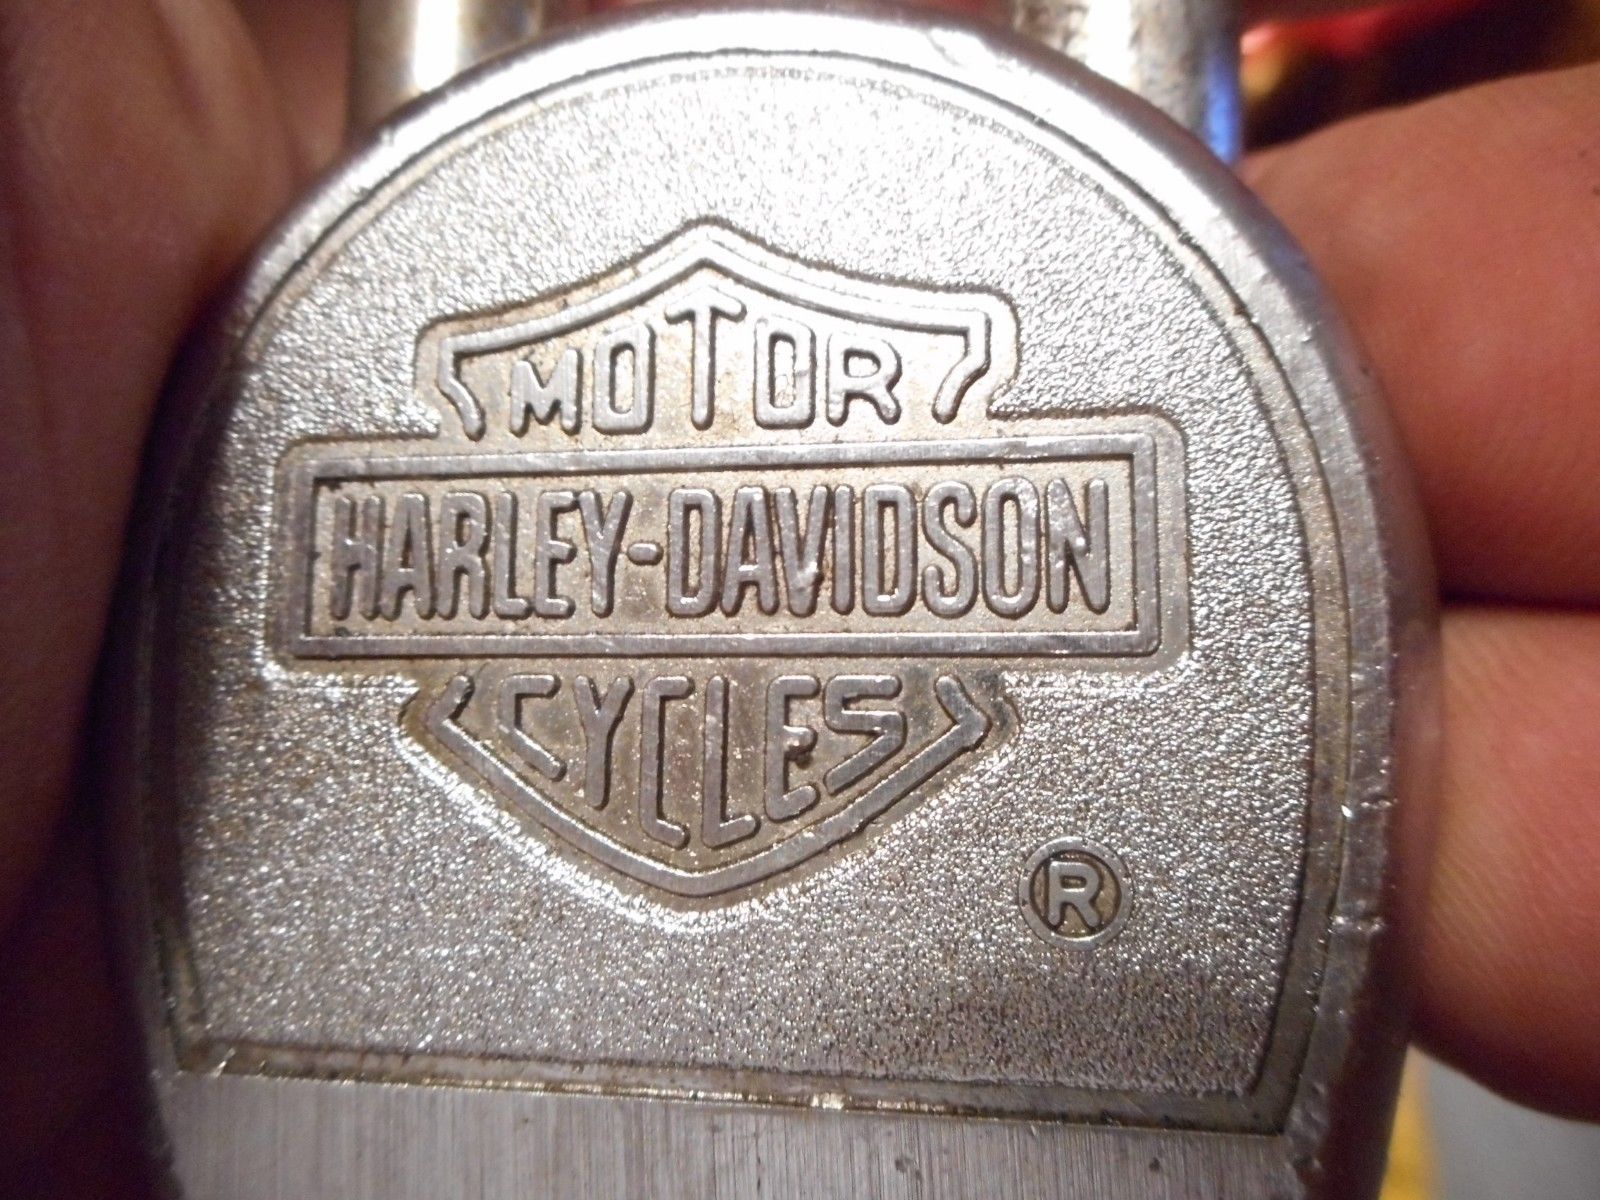 MOTOR
HARLEY-DAVIDSON
CYCLES
®